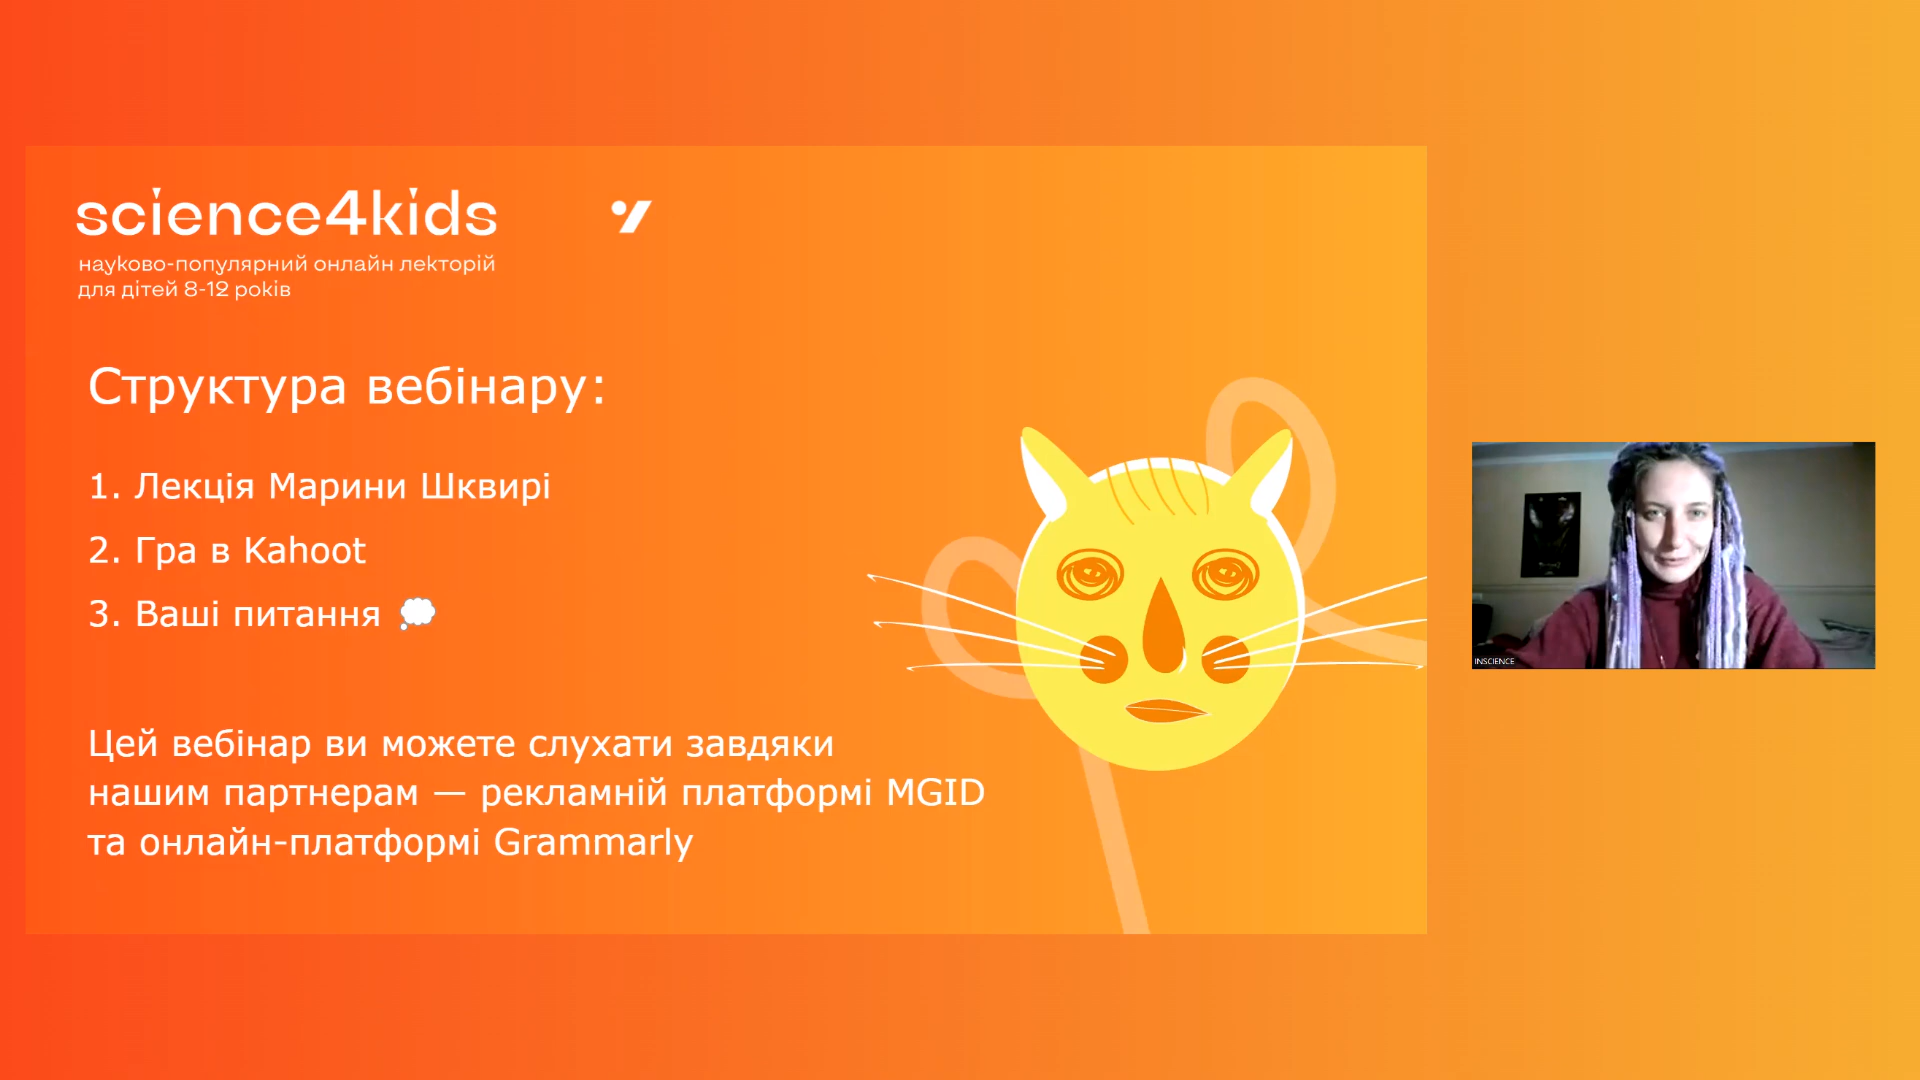 science4kids
науково-популярний онлайн лекторій
для дітей 8-12 років
Структура вебінару:
1. Лекція Марини Шквирі
2. Гра в Kahoot
3. Ваші питання 💭
Цей вебінар ви можете слухати завдяки
нашим партнерам — рекламній платформі MGID
та онлайн-платформі Grammarly
INSCIENCE